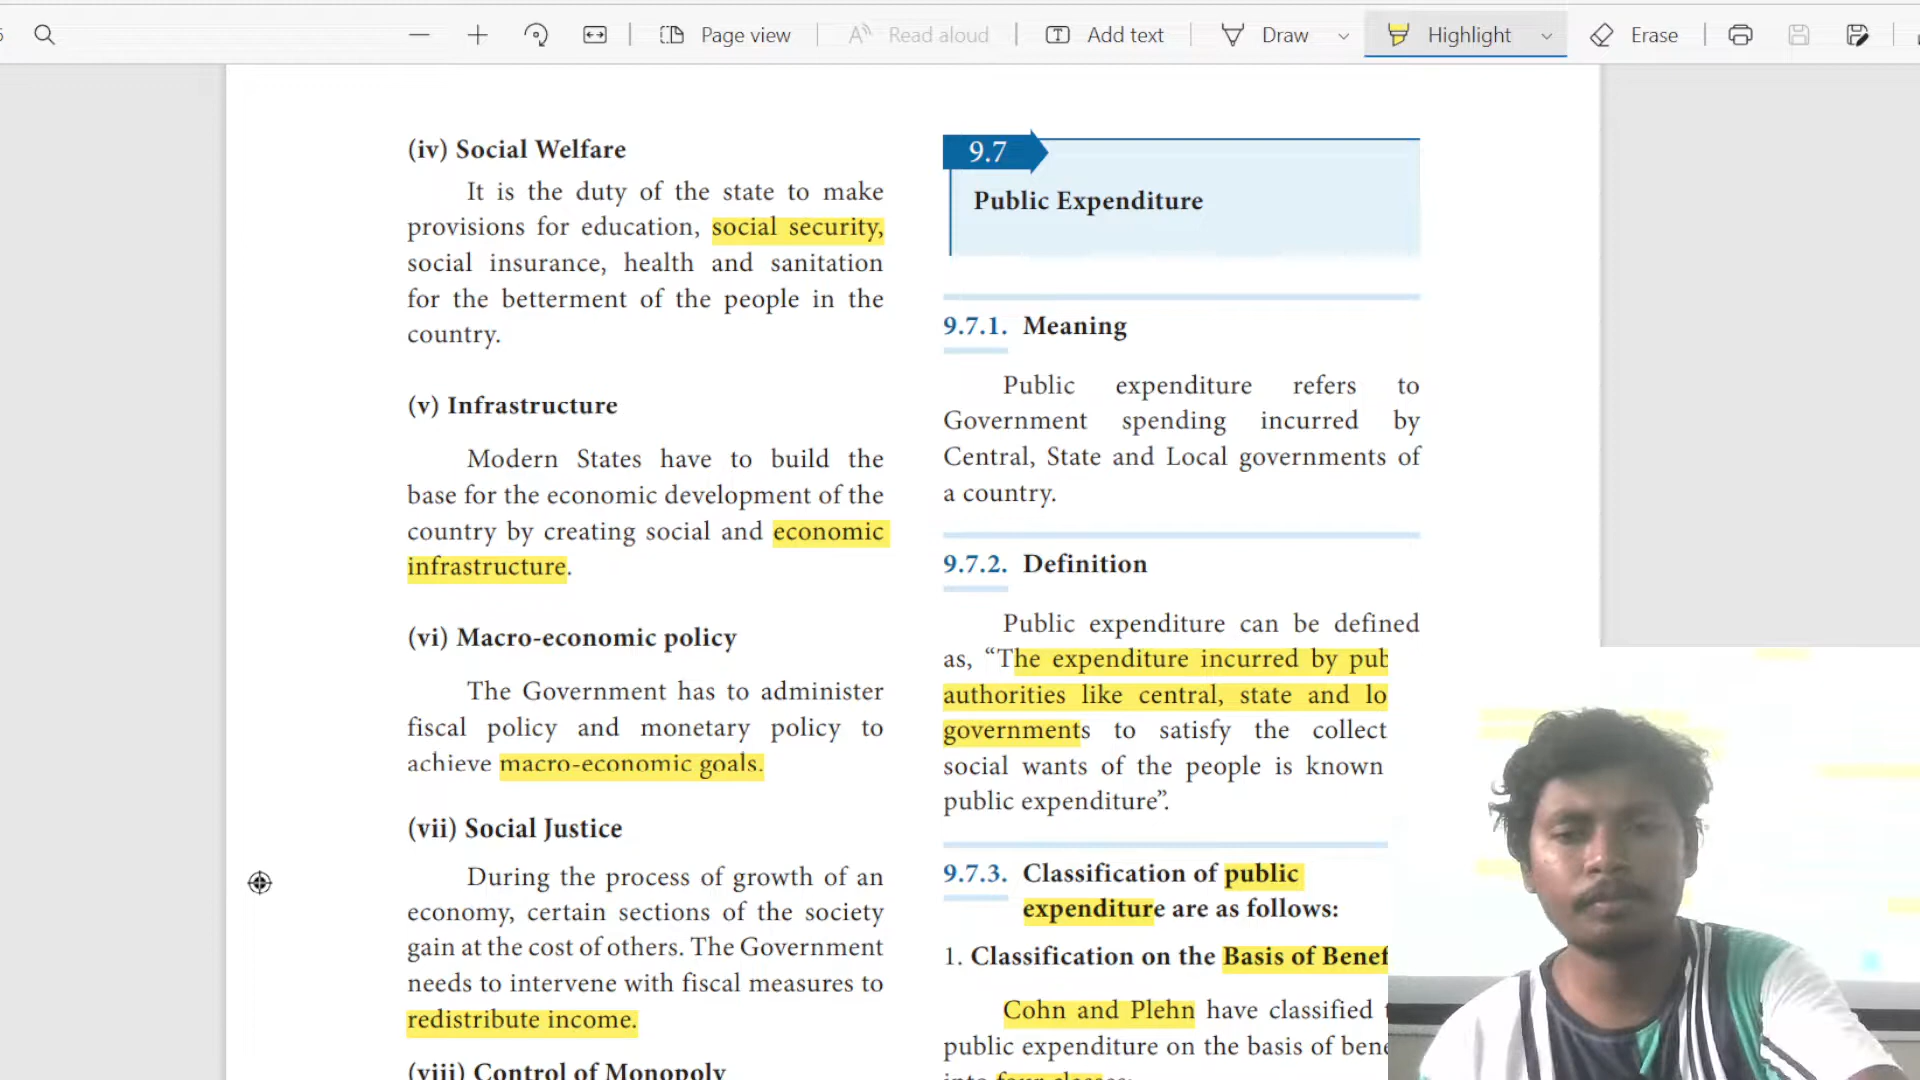 Page view
Read aloud
Add text
Draw
Highlight
Erase
(iv) Social Welfare
It is the duty of the state to make
provisions for education, social security,
social insurance, health and sanitation
for the betterment of the people in the
country.
(v) Infrastructure
Modern States have to build the
base for the economic development of the
country by creating social and economic
infrastructure.
(vi) Macro-economic policy
The Government has to administer
fiscal policy and monetary policy to
achieve macro-economic goals.
(vii) Social Justice
During the process of growth of an
economy, certain sections of the society
gain at the cost of others. The Government
needs to intervene with fiscal measures to
redistribute income.
(viii) Control of Monopoly
9.7
Public Expenditure
9.7.1. Meaning
Public expenditure refers to
Government spending incurred by
Central, State and Local governments of
a country.
9.7.2. Definition
Public expenditure can be defined
as, “The expenditure incurred by pub
authorities like central, state and lo
governments to satisfy the collect
social wants of the people is known
public expenditure”.
9.7.3. Classification of public
expenditure are as follows:
1. Classification on the Basis of Benef
Cohn and Plehn have classified
public expenditure on the basis of bene
into four classes: